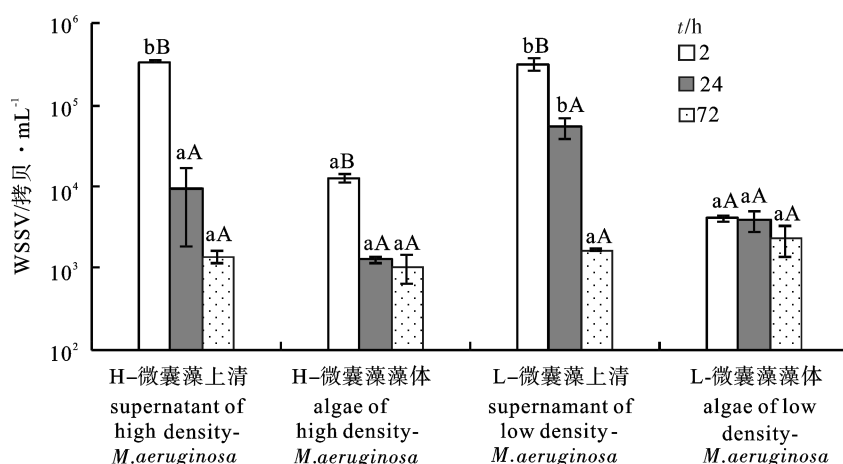 WSSV/拷贝·mL⁻¹
10⁶
10⁵
10⁴
10³
10²
t/h
2
24
72
bB
aA
aA
aB
aA
aA
bB
bA
aA
aA
aA
aA
H–微囊藻上清
supernatant of
high density-
M.aeruginosa
H–微囊藻藻体
algae of
high density-
M.aeruginosa
L–微囊藻上清
supernamant of
low density-
M.aeruginosa
L-微囊藻藻体
algae of low
density-
M.aeruginosa